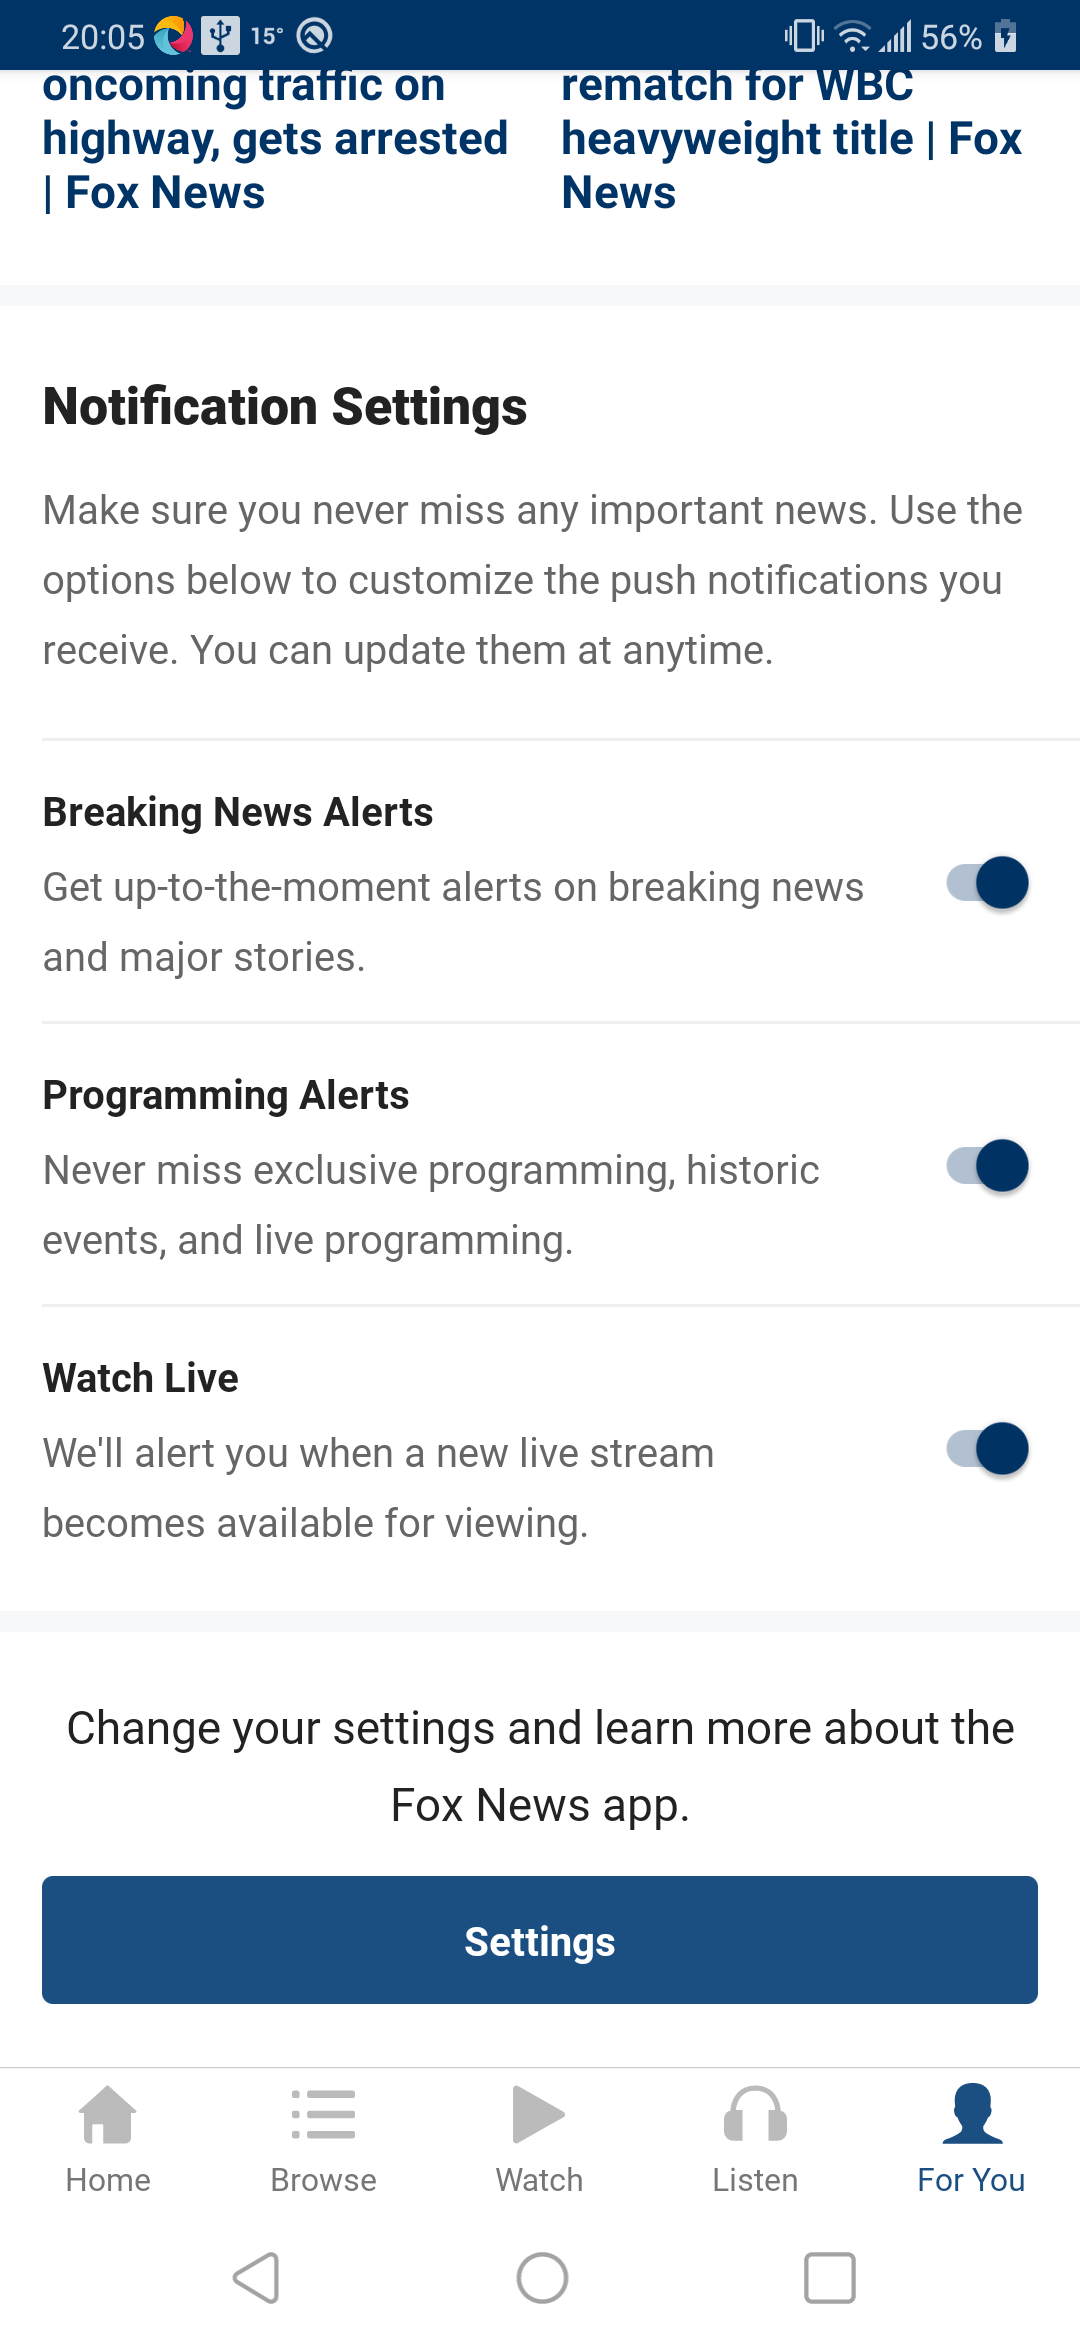 20:05 15° 56%
oncoming traffic on
highway, gets arrested
| Fox News
rematch for WBC
heavyweight title | Fox
News
Notification Settings
Make sure you never miss any important news. Use the
options below to customize the push notifications you
receive. You can update them at anytime.
Breaking News Alerts
Get up-to-the-moment alerts on breaking news
and major stories.
Programming Alerts
Never miss exclusive programming, historic
events, and live programming.
Watch Live
We'll alert you when a new live stream
becomes available for viewing.
Change your settings and learn more about the
Fox News app.
Settings
Home Browse Watch Listen For You